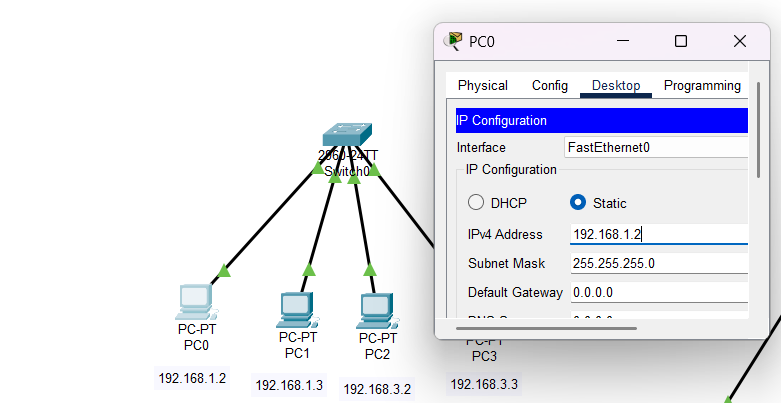 PC0
Physical Config Desktop Programming
IP Configuration
Interface FastEthernet0
IP Configuration
DHCP Static
IPv4 Address 192.168.1.2
Subnet Mask 255.255.255.0
Default Gateway 0.0.0.0
2960-24TT
Switch0
PC-PT
PC0
PC-PT
PC1
PC-PT
PC2
PC-PT
PC3
192.168.1.2
192.168.1.3
192.168.3.2
192.168.3.3